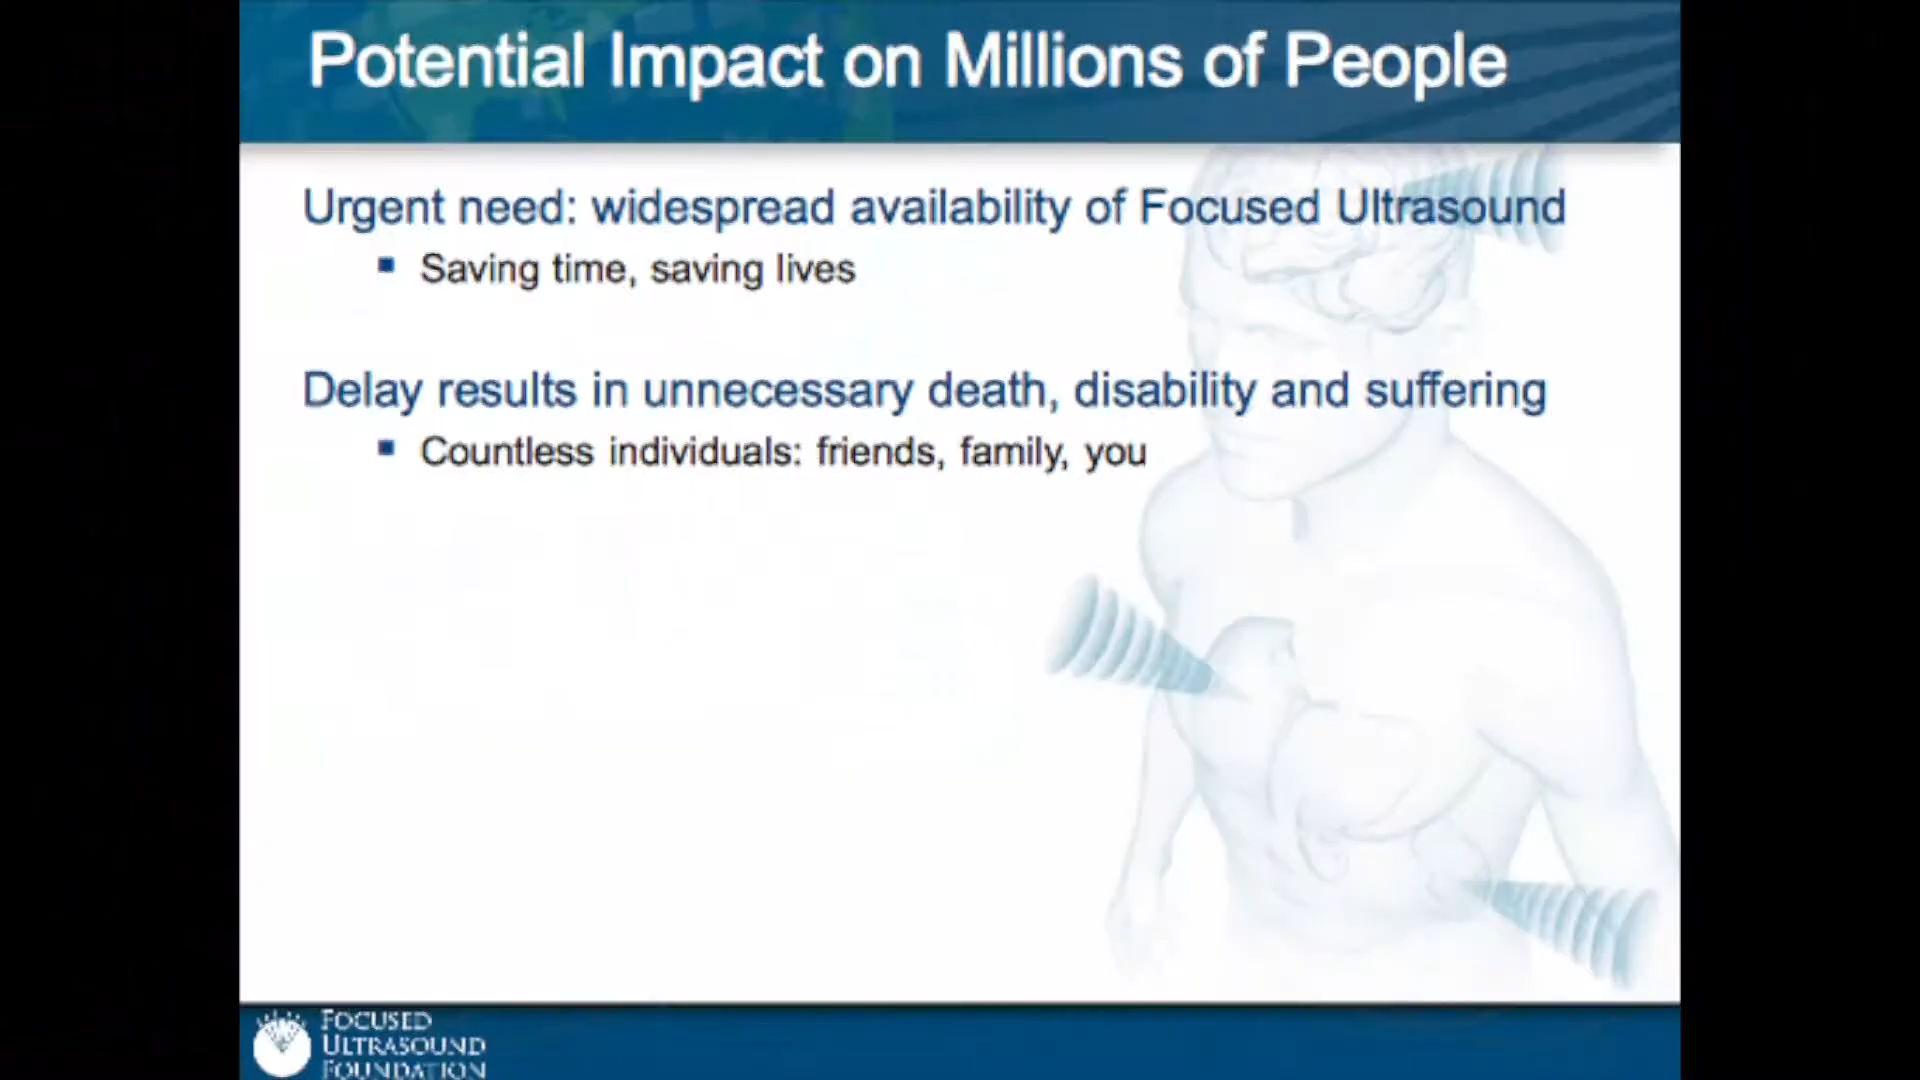 Potential Impact on Millions of People
Urgent need: widespread availability of Focused Ultrasound
Saving time, saving lives
Delay results in unnecessary death, disability and suffering
Countless individuals: friends, family, you
FOCUSED
ULTRASOUND
FOUNDATION